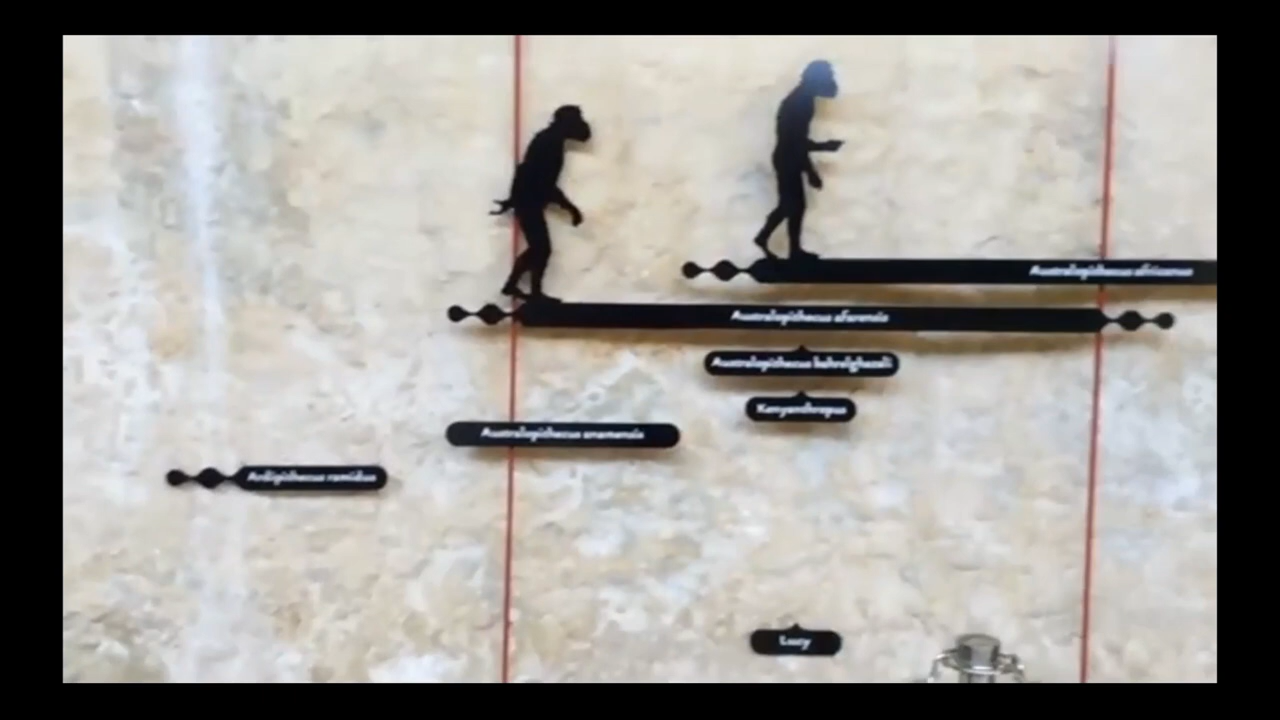 Australopithecus africanus
Australopithecus afarensis
Australopithecus bahrelghazali
Kenyanthropus
Australopithecus anamensis
Ardipithecus ramidus
Lucy